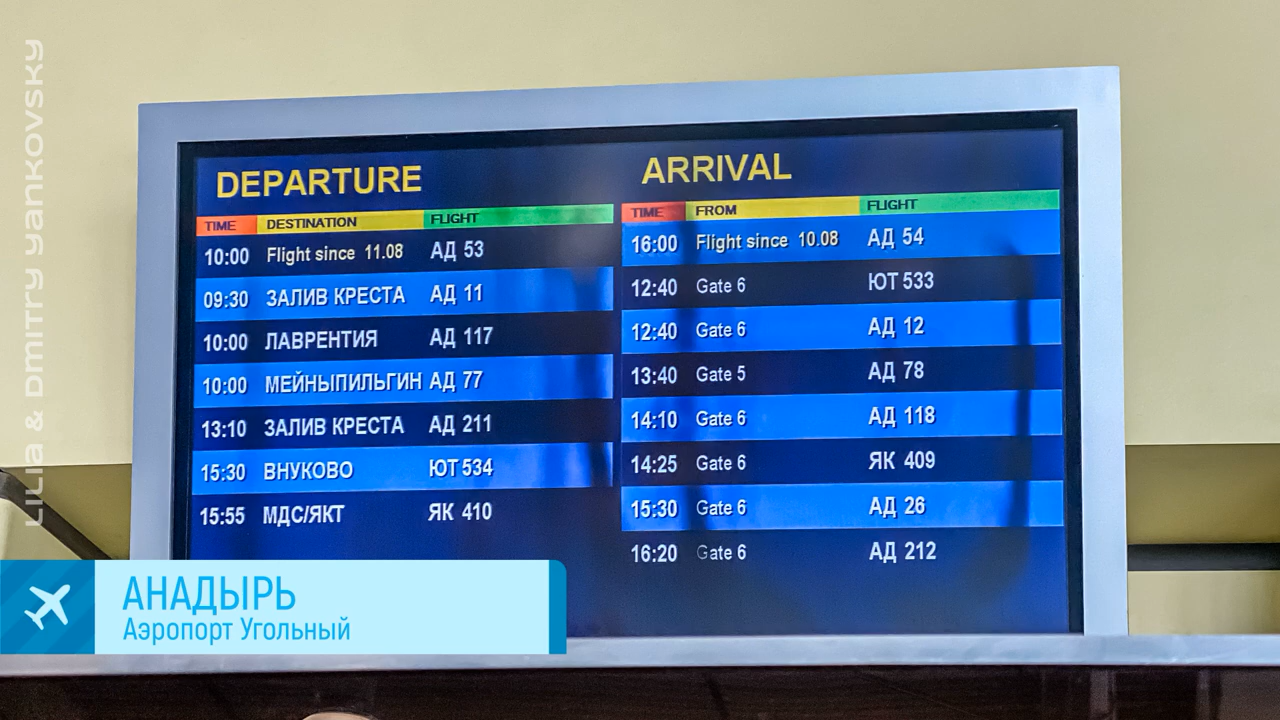 LILIA & DMITRY YANKOVSKY
DEPARTURE
TIME DESTINATION FLIGHT
10:00 Flight since 11.08 АД 53
09:30 ЗАЛИВ КРЕСТА АД 11
10:00 ЛАВРЕНТИЯ АД 117
10:00 МЕЙНЫПИЛЬГИН АД 77
13:10 ЗАЛИВ КРЕСТА АД 211
15:30 ВНУКОВО ЮТ 534
15:55 МДС/ЯКТ ЯК 410
ARRIVAL
TIME FROM FLIGHT
16:00 Flight since 10.08 АД 54
12:40 Gate 6 ЮТ 533
12:40 Gate 6 АД 12
13:40 Gate 5 АД 78
14:10 Gate 6 АД 118
14:25 Gate 6 ЯК 409
15:30 Gate 6 АД 26
16:20 Gate 6 АД 212
АНАДЫРЬ
Аэропорт Угольный